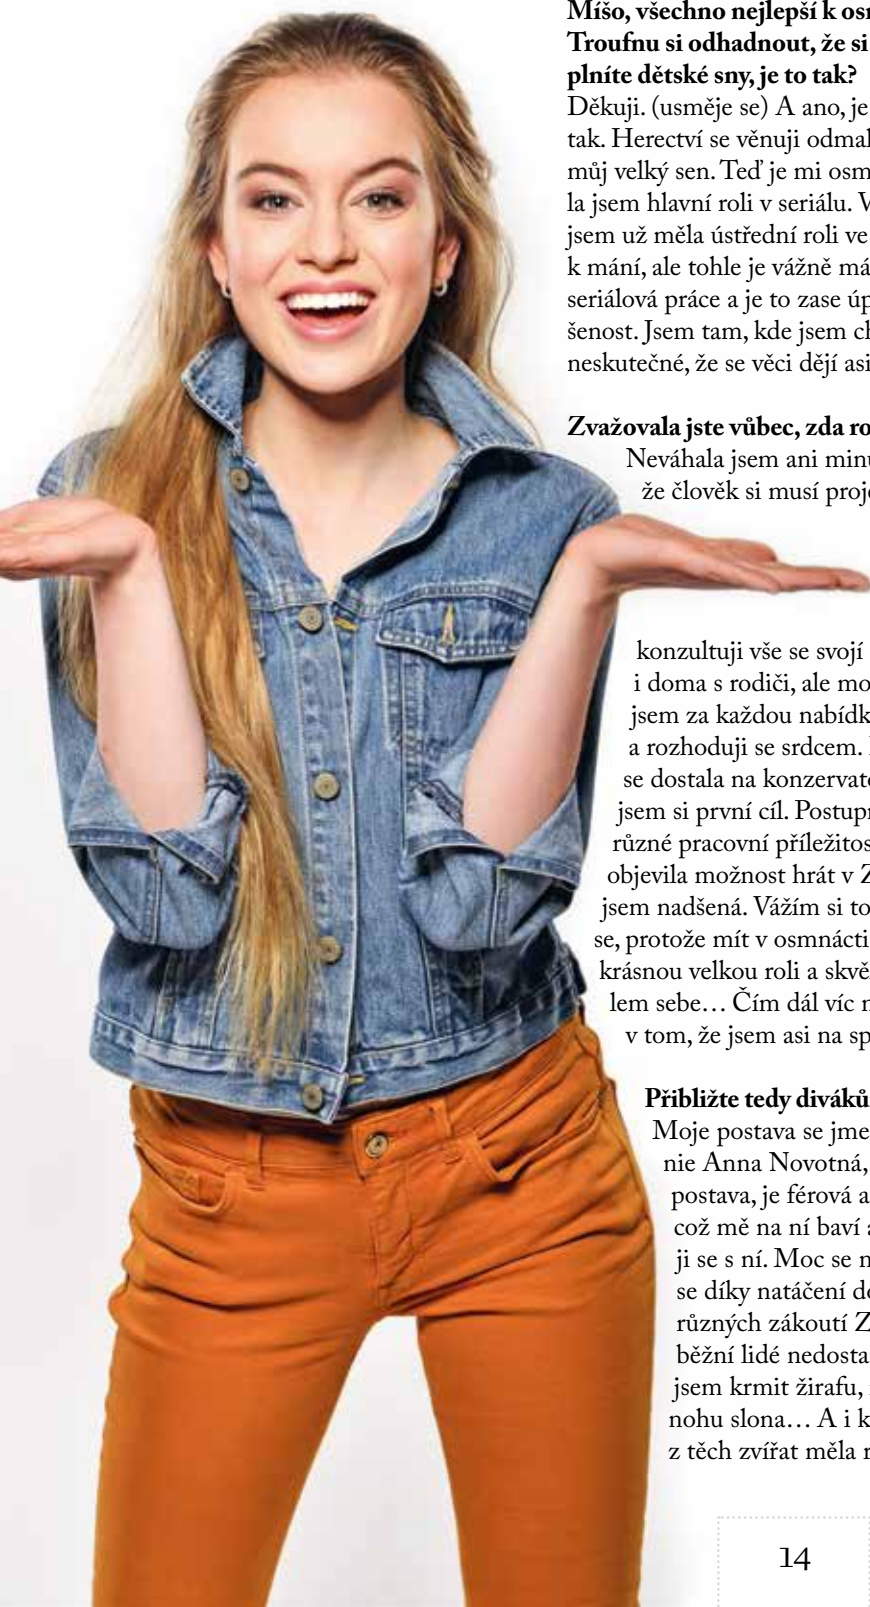 Míšo, všechno nejlepší k osm
Troufnu si odhadnout, že si
plníte dětské sny, je to tak?
Děkuji. (usměje se) A ano, je
tak. Herectví se věnuji odmal
můj velký sen. Teď je mi osm
la jsem hlavní roli v seriálu. V
jsem už měla ústřední roli ve
k mání, ale tohle je vážně má
seriálová práce a je to zase úp
šenost. Jsem tam, kde jsem ch
neskutečné, že se věci dějí asi
Zvažovala jste vůbec, zda ro
Neváhala jsem ani minu
že člověk si musí proje
konzultuji vše se svojí
i doma s rodiči, ale mo
jsem za každou nabídk
a rozhoduji se srdcem.
se dostala na konzervato
jsem si první cíl. Postupn
různé pracovní příležitos
objevila možnost hrát v Z
jsem nadšená. Vážím si to
se, protože mít v osmnácti
krásnou velkou roli a skvě
lem sebe… Čím dál víc
v tom, že jsem asi na sp
Přibližte tedy diváků
Moje postava se jme
nie Anna Novotná,
postava, je férová a
což mě na ní baví a
ji se s ní. Moc se
se díky natáčení do
různých zákoutí Z
běžní lidé nedosta
jsem krmit žirafu,
nohu slona… A i k
z těch zvířat měla
14